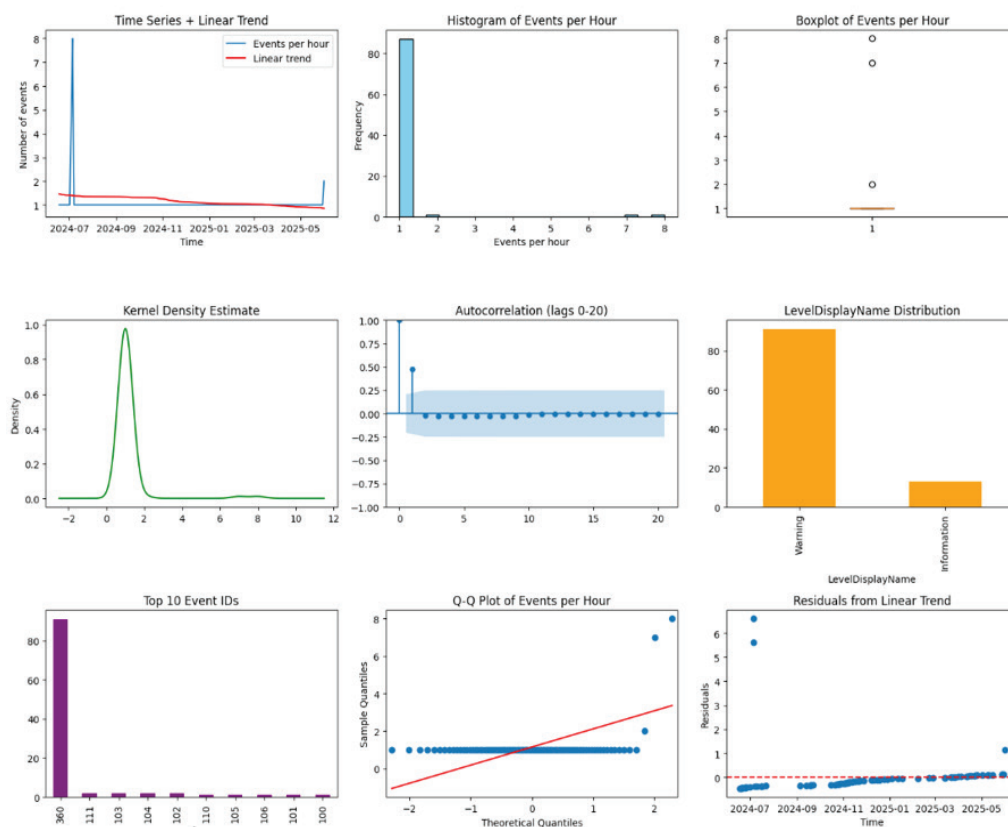 Time Series + Linear Trend
Events per hour
Linear trend
Number of events
8
7
6
5
4
3
2
1
2024-07 2024-09 2024-11 2025-01 2025-03 2025-05
Time
Histogram of Events per Hour
Frequency
80
60
40
20
0
1 2 3 4 5 6 7 8
Events per hour
Boxplot of Events per Hour
8
7
6
5
4
3
2
1
1
Kernel Density Estimate
Density
1.0
0.8
0.6
0.4
0.2
0.0
−2 0 2 4 6 8 10 12
Autocorrelation (lags 0-20)
1.00
0.75
0.50
0.25
0.00
−0.25
−0.50
−0.75
−1.00
0 5 10 15 20
LevelDisplayName Distribution
80
60
40
20
0
Warning
Information
LevelDisplayName
Top 10 Event IDs
80
60
40
20
0
360
111
103
104
102
110
105
106
101
100
Q-Q Plot of Events per Hour
Sample Quantiles
8
6
4
2
0
−2 −1 0 1 2
Theoretical Quantiles
Residuals from Linear Trend
Residuals
6
5
4
3
2
1
0
2024-07 2024-09 2024-11 2025-01 2025-03 2025-05
Time